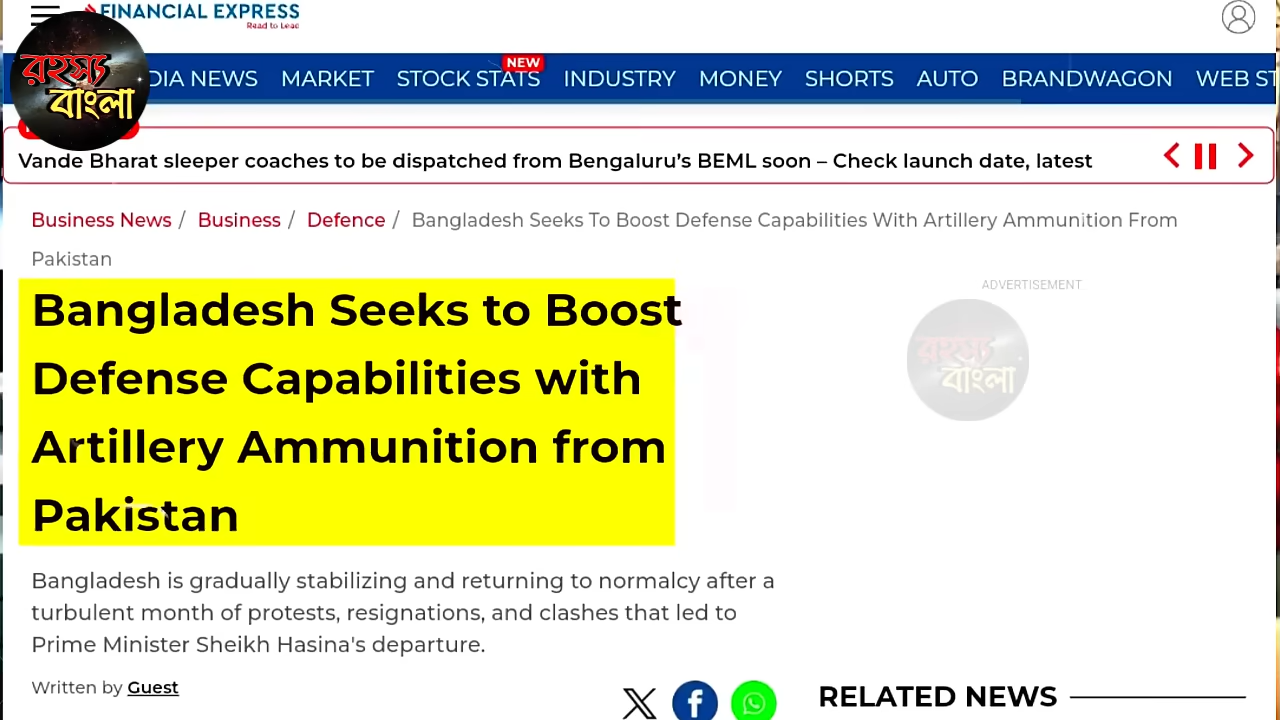 FINANCIAL EXPRESS
Read to Lead
রহস্য
বাংলা
DIA NEWS MARKET STOCK STATS NEW INDUSTRY MONEY SHORTS AUTO BRANDWAGON WEB ST
Vande Bharat sleeper coaches to be dispatched from Bengaluru’s BEML soon – Check launch date, latest
Business News / Business / Defence / Bangladesh Seeks To Boost Defense Capabilities With Artillery Ammunition From
Pakistan
ADVERTISEMENT
রহস্য
বাংলা
Bangladesh Seeks to Boost
Defense Capabilities with
Artillery Ammunition from
Pakistan
Bangladesh is gradually stabilizing and returning to normalcy after a
turbulent month of protests, resignations, and clashes that led to
Prime Minister Sheikh Hasina's departure.
Written by Guest
RELATED NEWS